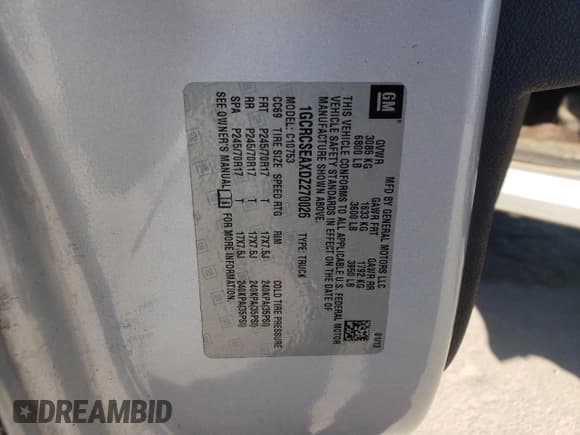 GM
MFD BY GENERAL MOTORS LLC
GVWR GAWR FRT GAWR RR
3085 KG 1633 KG 1792 KG
6800 LB 3600 LB 3950 LB
01/13
THIS VEHICLE CONFORMS TO ALL APPLICABLE U.S. FEDERAL MOTOR
VEHICLE SAFETY STANDARDS IN EFFECT ON THE DATE OF
MANUFACTURE SHOWN ABOVE.
1GCRCSEAXDZ270026 TYPE: TRUCK
MODEL: C10753
CC69 TIRE SIZE SPEED RTG RIM COLD TIRE PRESSURE
FRT P245/70R17 T 17X7.5J 240KPA(35PSI)
RR P245/70R17 T 17X7.5J 240KPA(35PSI)
SPA P245/70R17 T 17X7.5J 240KPA(35PSI)
SEE OWNER'S MANUAL FOR MORE INFORMATION.
DREAMBID